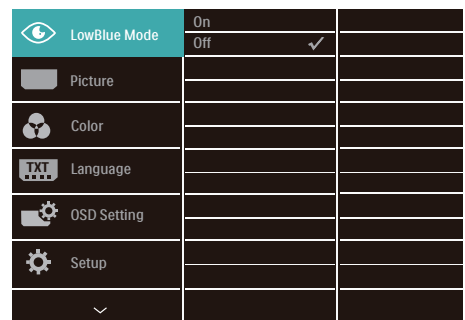 LowBlue Mode
On
Off
Picture
Color
TXT
Language
OSD Setting
Setup